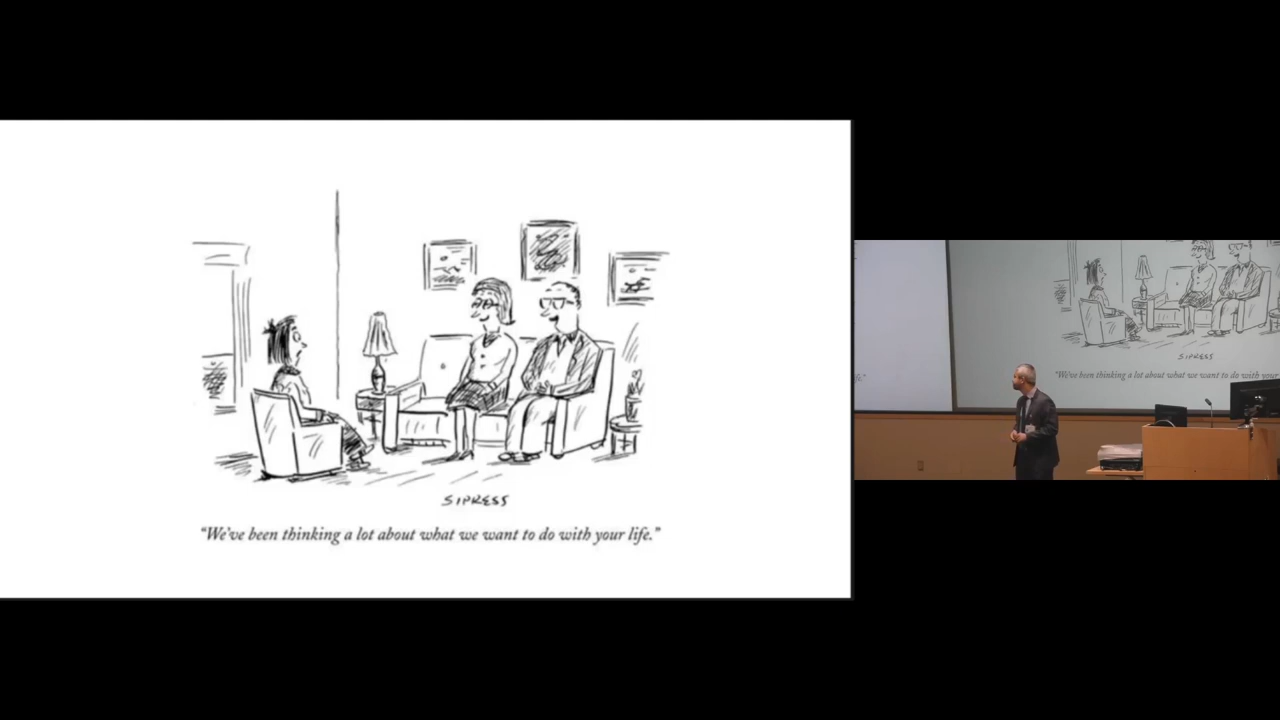 SIPRESS
“We’ve been thinking a lot about what we want to do with your life.”
SIPRESS
“We’ve been thinking a lot about what we want to do with your
fe.”